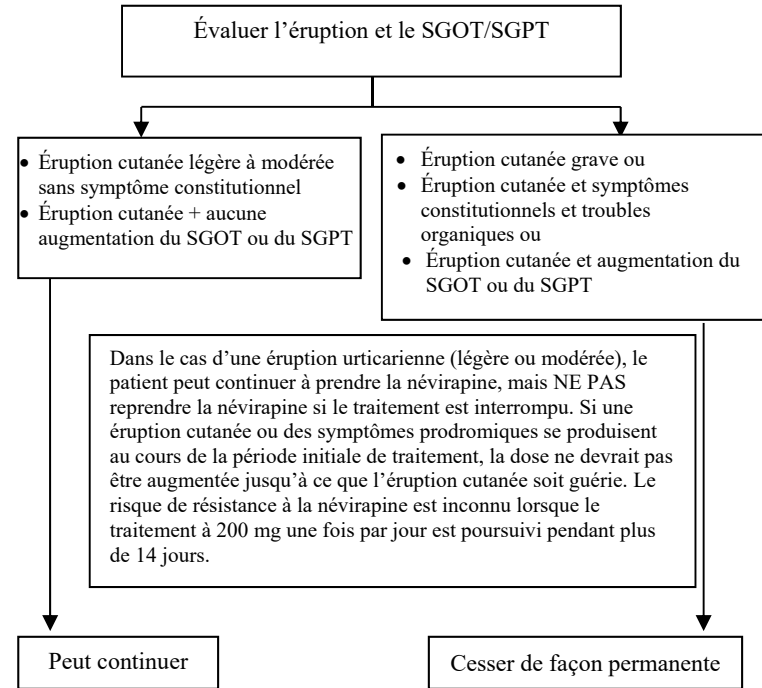 Évaluer l’éruption et le SGOT/SGPT
• Éruption cutanée légère à modérée
sans symptôme constitutionnel
• Éruption cutanée + aucune
augmentation du SGOT ou du SGPT
• Éruption cutanée grave ou
• Éruption cutanée et symptômes
constitutionnels et troubles
organiques ou
• Éruption cutanée et augmentation du
SGOT ou du SGPT
Dans le cas d’une éruption urticarienne (légère ou modérée), le
patient peut continuer à prendre la névirapine, mais NE PAS
reprendre la névirapine si le traitement est interrompu. Si une
éruption cutanée ou des symptômes prodromiques se produisent
au cours de la période initiale de traitement, la dose ne devrait pas
être augmentée jusqu’à ce que l’éruption cutanée soit guérie. Le
risque de résistance à la névirapine est inconnu lorsque le
traitement à 200 mg une fois par jour est poursuivi pendant plus
de 14 jours.
Peut continuer
Cesser de façon permanente